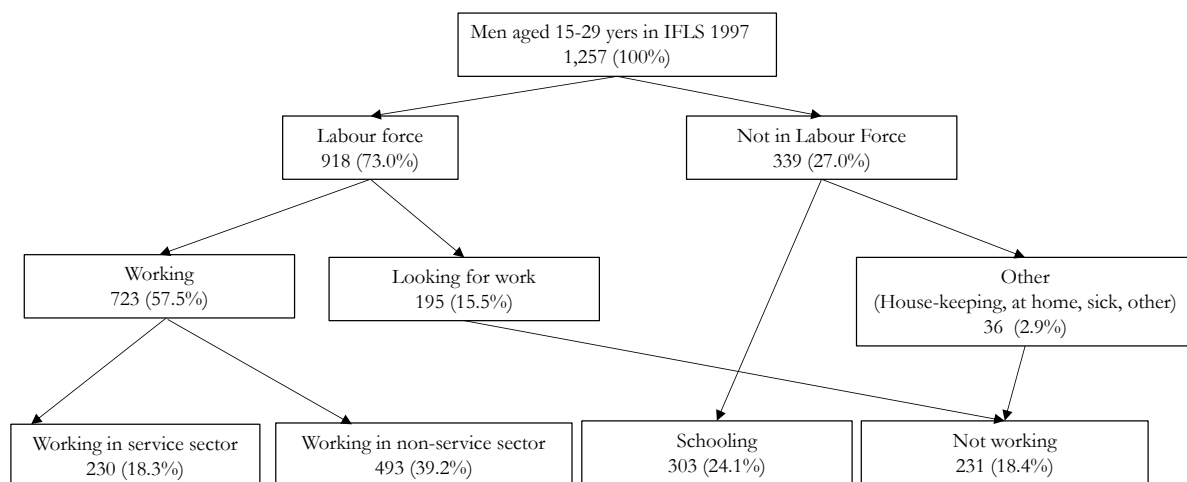 Men aged 15-29 yers in IFLS 1997
1,257 (100%)
Labour force
918 (73.0%)
Not in Labour Force
339 (27.0%)
Working
723 (57.5%)
Looking for work
195 (15.5%)
Other
(House-keeping, at home, sick, other)
36 (2.9%)
Working in service sector
230 (18.3%)
Working in non-service sector
493 (39.2%)
Schooling
303 (24.1%)
Not working
231 (18.4%)